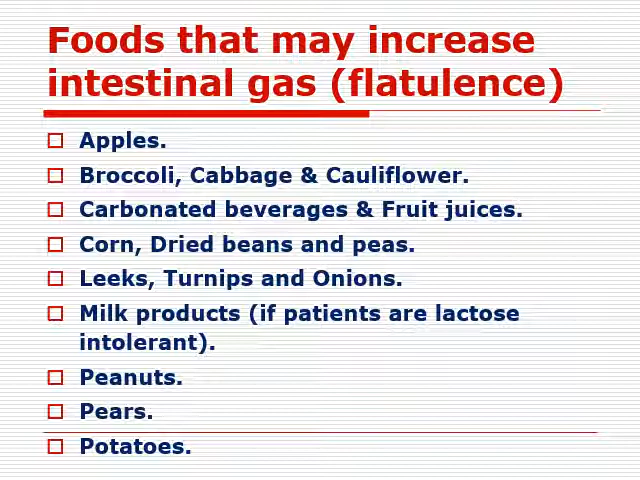 Foods that may increase
intestinal gas (flatulence)
Apples.
Broccoli, Cabbage & Cauliflower.
Carbonated beverages & Fruit juices.
Corn, Dried beans and peas.
Leeks, Turnips and Onions.
Milk products (if patients are lactose
intolerant).
Peanuts.
Pears.
Potatoes.